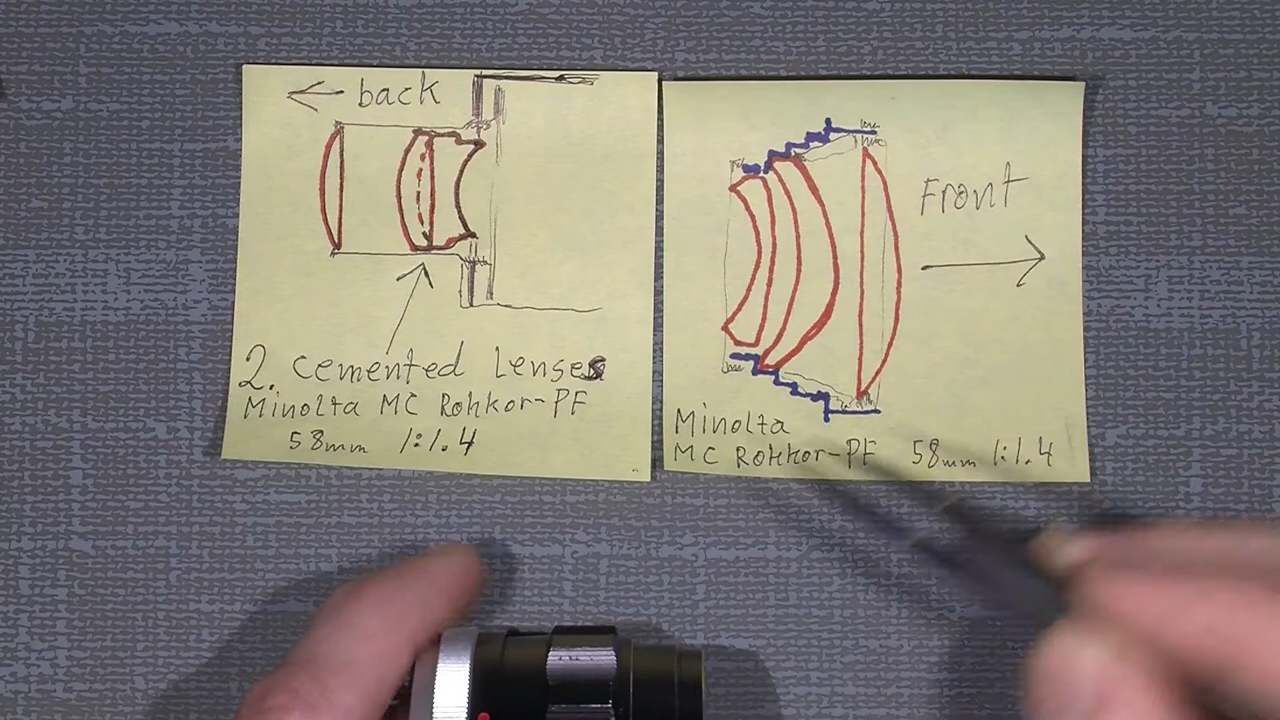 back
2. Cemented Lenses
Minolta MC Rokkor-PF
58mm 1:1.4
Front
Minolta
MC Rokkor-PF 58mm 1:1.4